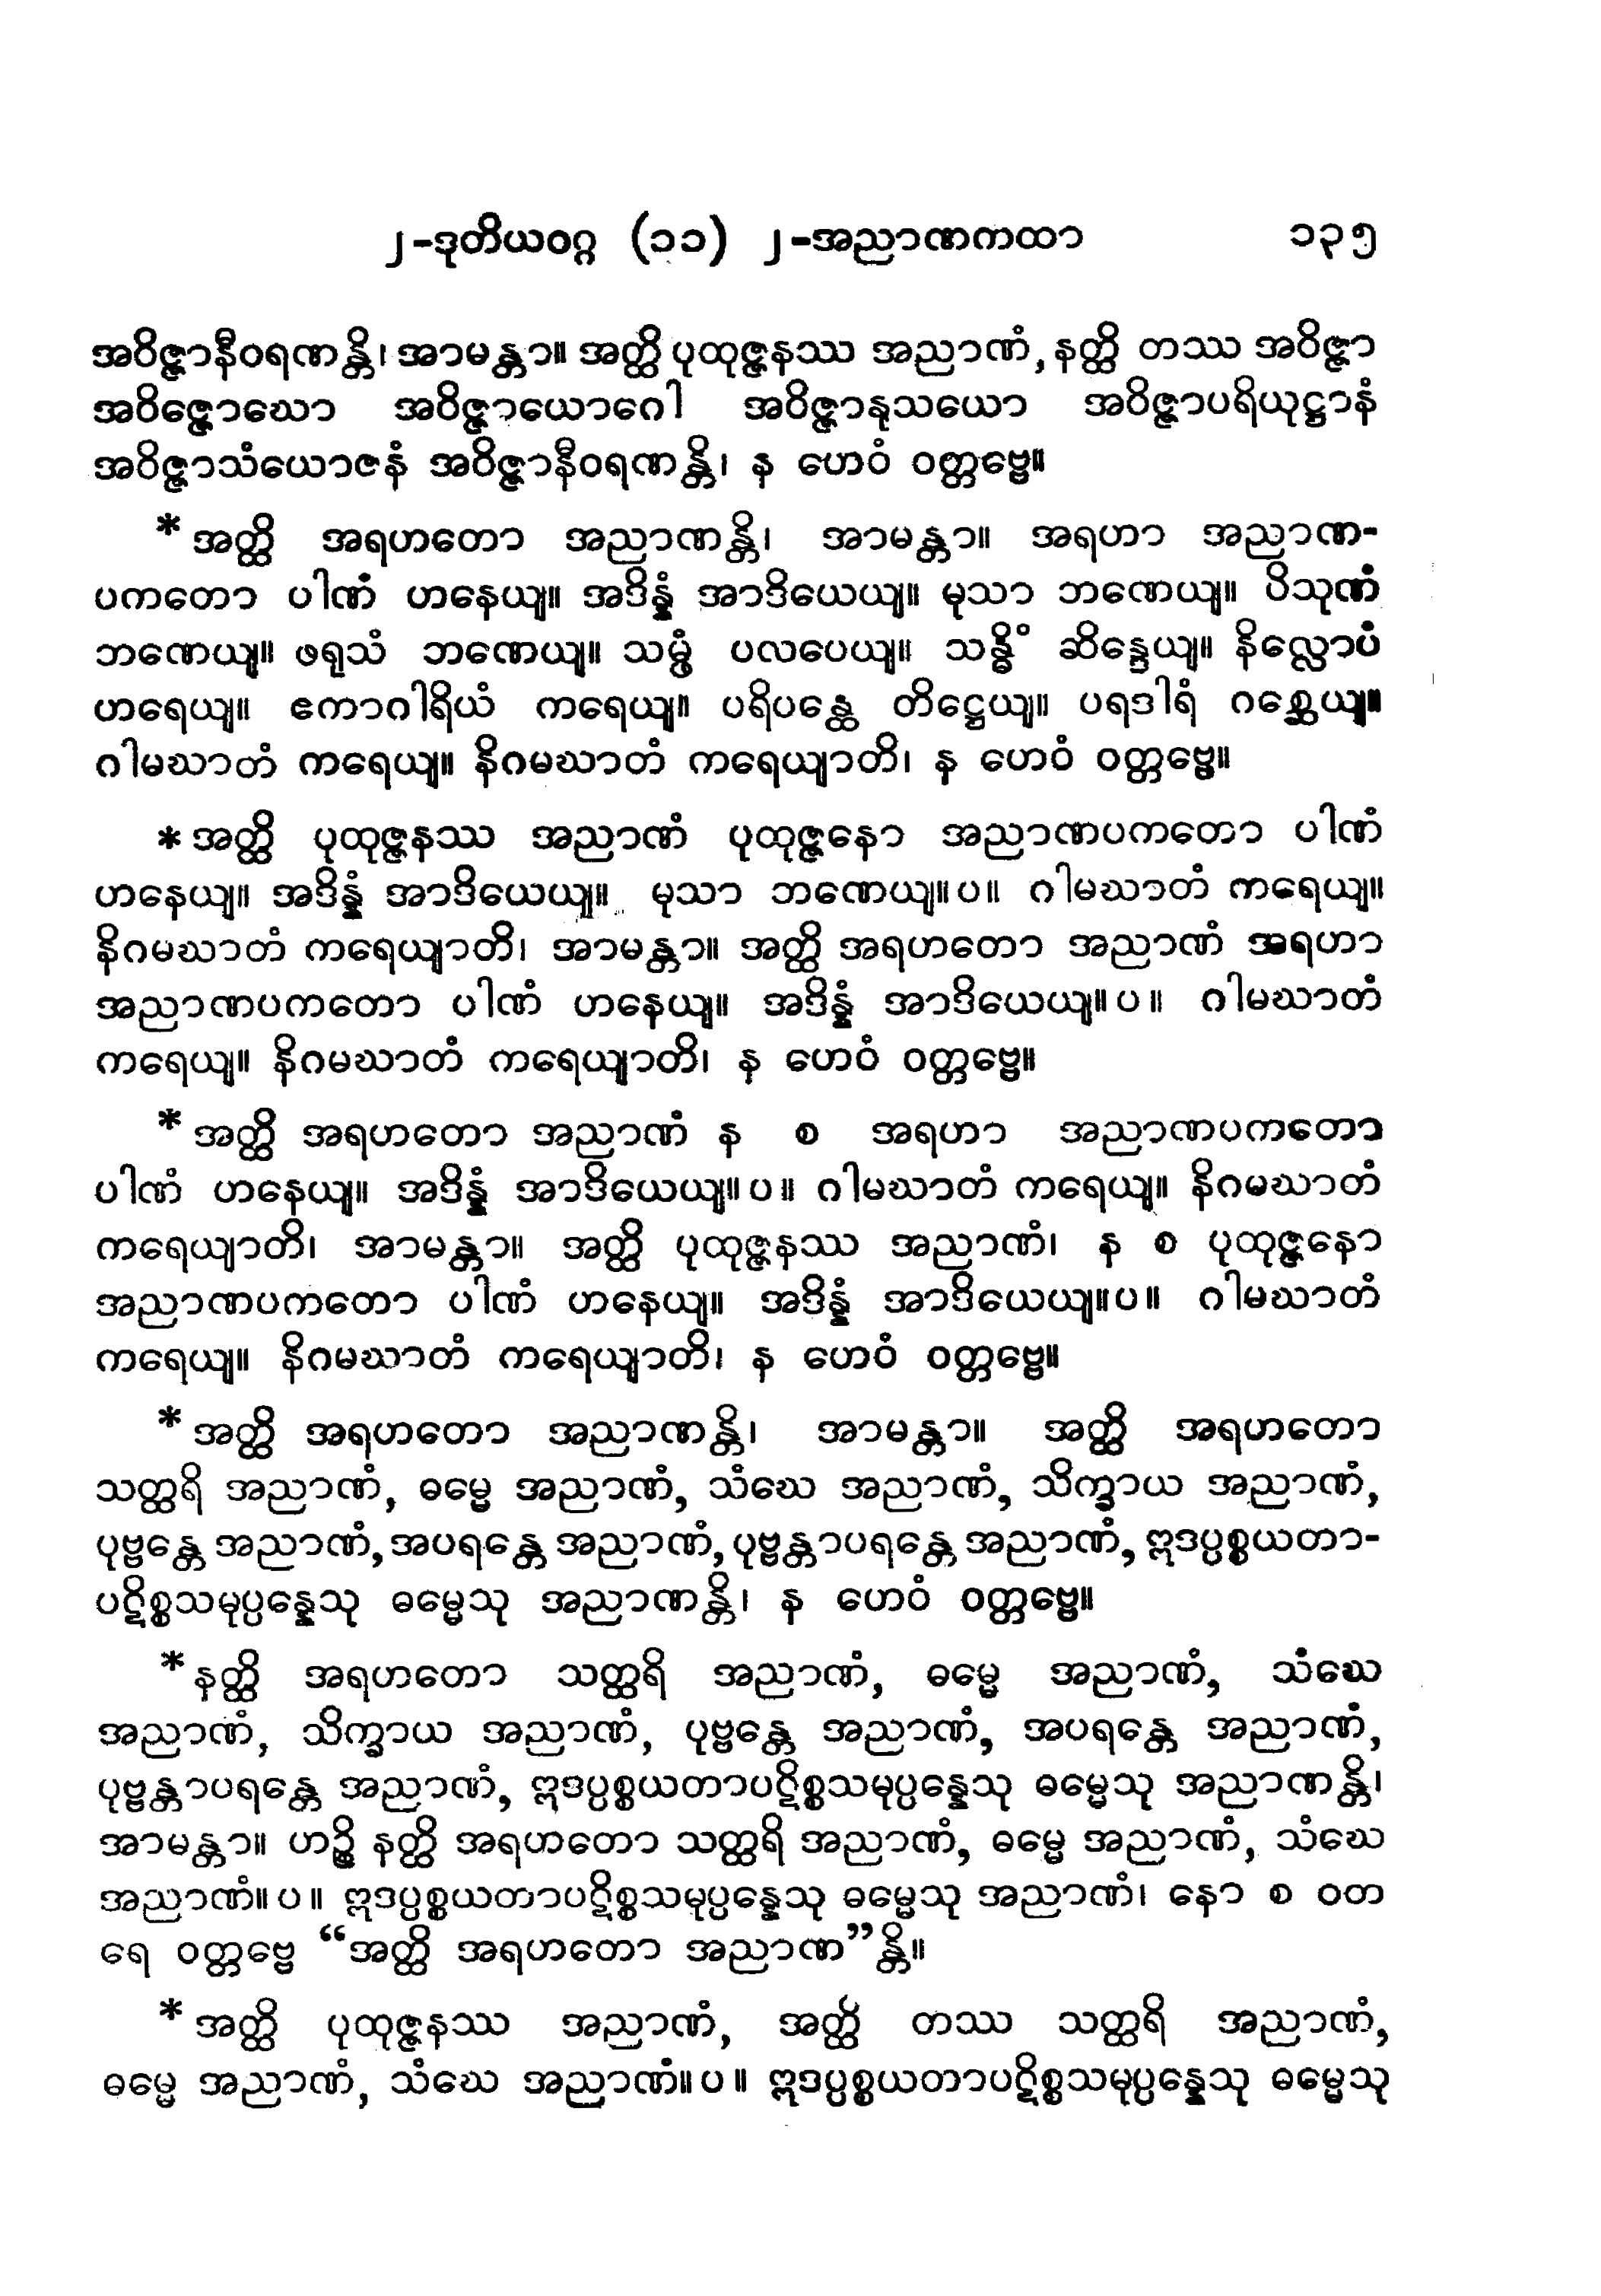 ၂-ဒုတိယဝဂ္ဂ (၁၁) ၂-အညာဏကထာ ၁၃၅
အဝိဇ္ဇာနီဝရဏန္တိ၊ အာမန္တာ။ အတ္ထိ ပုထုဇ္ဇနဿ အညာဏံ, နတ္ထိ တဿ အဝိဇ္ဇာ
အဝိဇ္ဇောဃော အဝိဇ္ဇာယောဂေါ အဝိဇ္ဇာနုသယော အဝိဇ္ဇာပရိယုဋ္ဌာနံ
အဝိဇ္ဇာသံယောဇနံ အဝိဇ္ဇာနီဝရဏန္တိ၊ န ဟေဝံ ဝတ္တဗ္ဗေ။
* အတ္ထိ အရဟတော အညာဏန္တိ၊ အာမန္တာ။ အရဟာ အညာဏ-
ပကတော ပါဏံ ဟနေယျ။ အဒိန္နံ အာဒိယေယျ။ မုသာ ဘဏေယျ။ ပိသုဏံ
ဘဏေယျ။ ဖရုသံ ဘဏေယျ။ သမ္ဖံ ပလပေယျ။ သန္ဓိံ ဆိန္ဒေယျ။ နိလ္လောပံ
ဟရေယျ။ ဧကာဂါရိယံ ကရေယျ။ ပရိပန္ထေ တိဋ္ဌေယျ။ ပရဒါရံ ဂစ္ဆေယျ။
ဂါမဃာတံ ကရေယျ။ နိဂမဃာတံ ကရေယျာတိ၊ န ဟေဝံ ဝတ္တဗ္ဗေ။
* အတ္ထိ ပုထုဇ္ဇနဿ အညာဏံ ပုထုဇ္ဇနော အညာဏပကတော ပါဏံ
ဟနေယျ။ အဒိန္နံ အာဒိယေယျ။ မုသာ ဘဏေယျ။ပ။ ဂါမဃာတံ ကရေယျ။
နိဂမဃာတံ ကရေယျာတိ၊ အာမန္တာ။ အတ္ထိ အရဟတော အညာဏံ အရဟာ
အညာဏပကတော ပါဏံ ဟနေယျ။ အဒိန္နံ အာဒိယေယျ။ပ။ ဂါမဃာတံ
ကရေယျ။ နိဂမဃာတံ ကရေယျာတိ၊ န ဟေဝံ ဝတ္တဗ္ဗေ။
* အတ္ထိ အရဟတော အညာဏံ န စ အရဟာ အညာဏပကတော
ပါဏံ ဟနေယျ။ အဒိန္နံ အာဒိယေယျ။ပ။ ဂါမဃာတံ ကရေယျ။ နိဂမဃာတံ
ကရေယျာတိ၊ အာမန္တာ။ အတ္ထိ ပုထုဇ္ဇနဿ အညာဏံ၊ န စ ပုထုဇ္ဇနော
အညာဏပကတော ပါဏံ ဟနေယျ။ အဒိန္နံ အာဒိယေယျ။ပ။ ဂါမဃာတံ
ကရေယျ။ နိဂမဃာတံ ကရေယျာတိ၊ န ဟေဝံ ဝတ္တဗ္ဗေ။
* အတ္ထိ အရဟတော အညာဏန္တိ၊ အာမန္တာ။ အတ္ထိ အရဟတော
သတ္ထရိ အညာဏံ, ဓမ္မေ အညာဏံ, သံဃေ အညာဏံ, သိက္ခာယ အညာဏံ,
ပုဗ္ဗန္တေ အညာဏံ, အပရန္တေ အညာဏံ, ပုဗ္ဗန္တာပရန္တေ အညာဏံ, ဣဒပ္ပစ္စယတာ-
ပဋိစ္စသမုပ္ပန္နေသု ဓမ္မေသု အညာဏန္တိ၊ န ဟေဝံ ဝတ္တဗ္ဗေ။
* နတ္ထိ အရဟတော သတ္ထရိ အညာဏံ, ဓမ္မေ အညာဏံ, သံဃေ
အညာဏံ, သိက္ခာယ အညာဏံ, ပုဗ္ဗန္တေ အညာဏံ, အပရန္တေ အညာဏံ,
ပုဗ္ဗန္တာပရန္တေ အညာဏံ, ဣဒပ္ပစ္စယတာပဋိစ္စသမုပ္ပန္နေသု ဓမ္မေသု အညာဏန္တိ၊
အာမန္တာ။ ဟဉ္စိ နတ္ထိ အရဟတော သတ္ထရိ အညာဏံ, ဓမ္မေ အညာဏံ, သံဃေ
အညာဏံ။ပ။ ဣဒပ္ပစ္စယတာပဋိစ္စသမုပ္ပန္နေသု ဓမ္မေသု အညာဏံ၊ နော စ ဝတ
ရေ ဝတ္တဗ္ဗေ “အတ္ထိ အရဟတော အညာဏ”န္တိ။
* အတ္ထိ ပုထုဇ္ဇနဿ အညာဏံ, အတ္ထိ တဿ သတ္ထရိ အညာဏံ,
ဓမ္မေ အညာဏံ, သံဃေ အညာဏံ။ပ။ ဣဒပ္ပစ္စယတာပဋိစ္စသမုပ္ပန္နေသု ဓမ္မေသု